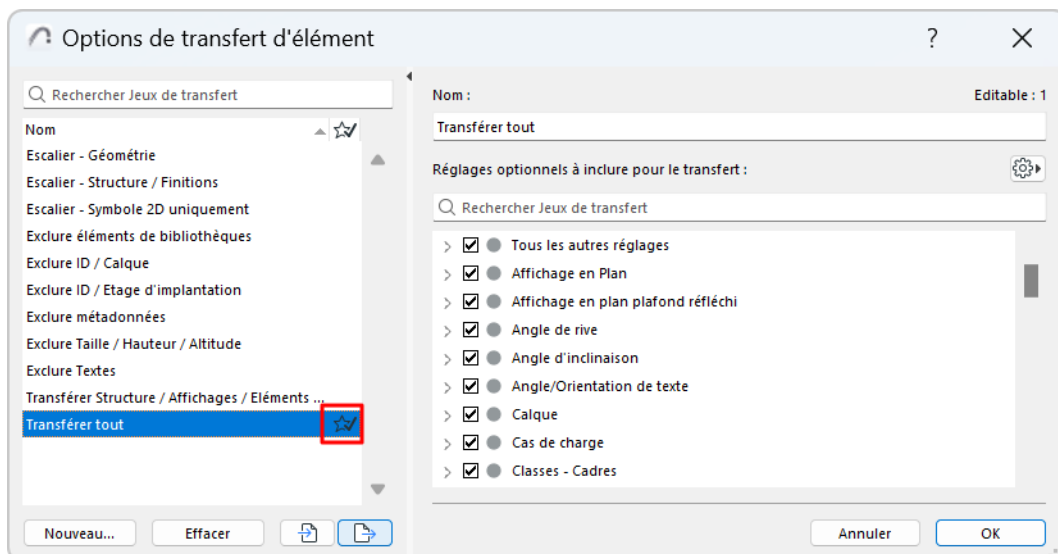 Options de transfert d'élément
?
Rechercher Jeux de transfert
Nom
Escalier - Géométrie
Escalier - Structure / Finitions
Escalier - Symbole 2D uniquement
Exclure éléments de bibliothèques
Exclure ID / Calque
Exclure ID / Etage d'implantation
Exclure métadonnées
Exclure Taille / Hauteur / Altitude
Exclure Textes
Transférer Structure / Affichages / Eléments ...
Transférer tout
Nouveau...
Effacer
Nom :
Editable : 1
Transférer tout
Réglages optionnels à inclure pour le transfert :
Rechercher Jeux de transfert
Tous les autres réglages
Affichage en Plan
Affichage en plan plafond réfléchi
Angle de rive
Angle d'inclinaison
Angle/Orientation de texte
Calque
Cas de charge
Classes - Cadres
Annuler
OK